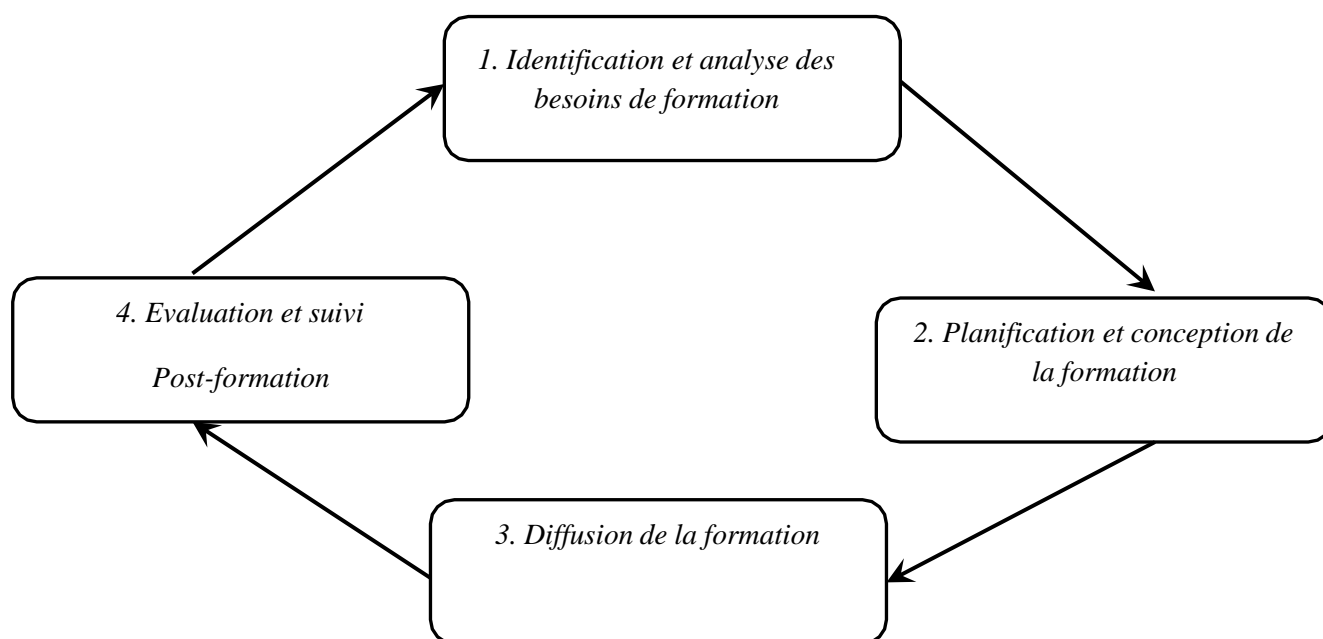 1. Identification et analyse des
besoins de formation
2. Planification et conception de
la formation
3. Diffusion de la formation
4. Evaluation et suivi
Post-formation